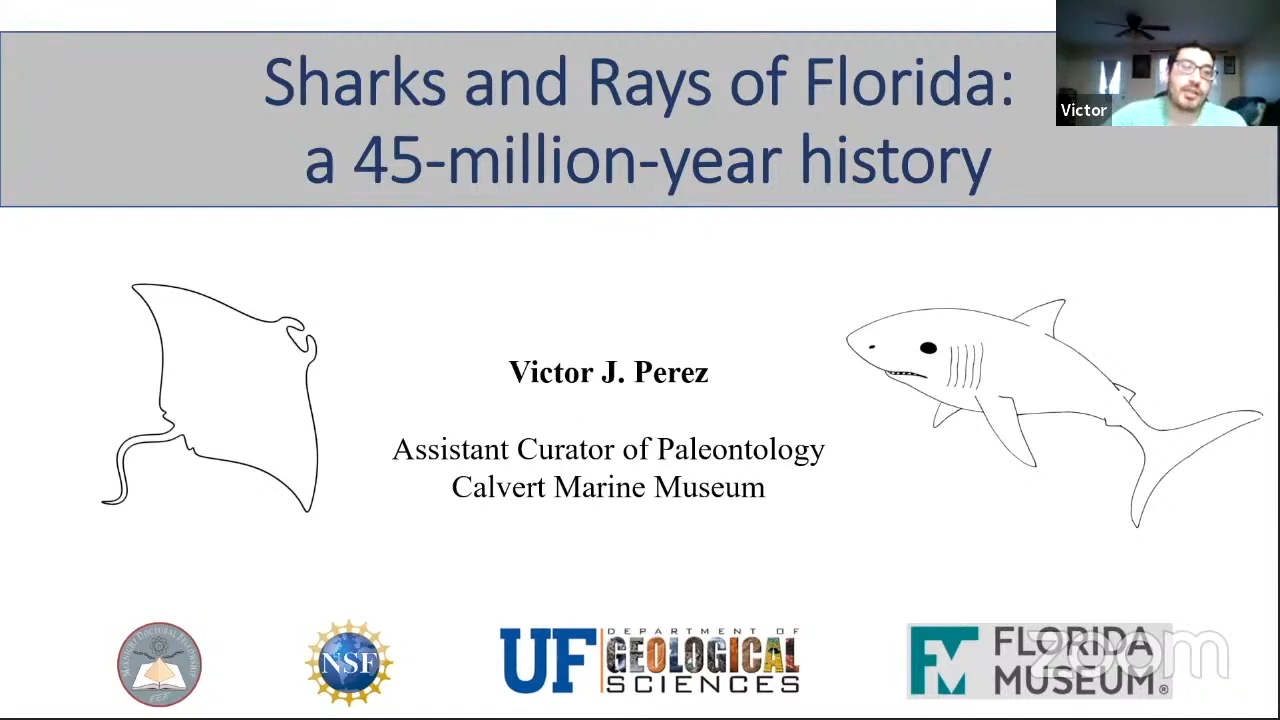 Sharks and Rays of Florida:
a 45-million-year history
Victor
Victor J. Perez
Assistant Curator of Paleontology
Calvert Marine Museum
NSF
UF
DEPARTMENT OF
GEOLOGICAL
SCIENCES
FM
FLORIDA
MUSEUM®
zoom